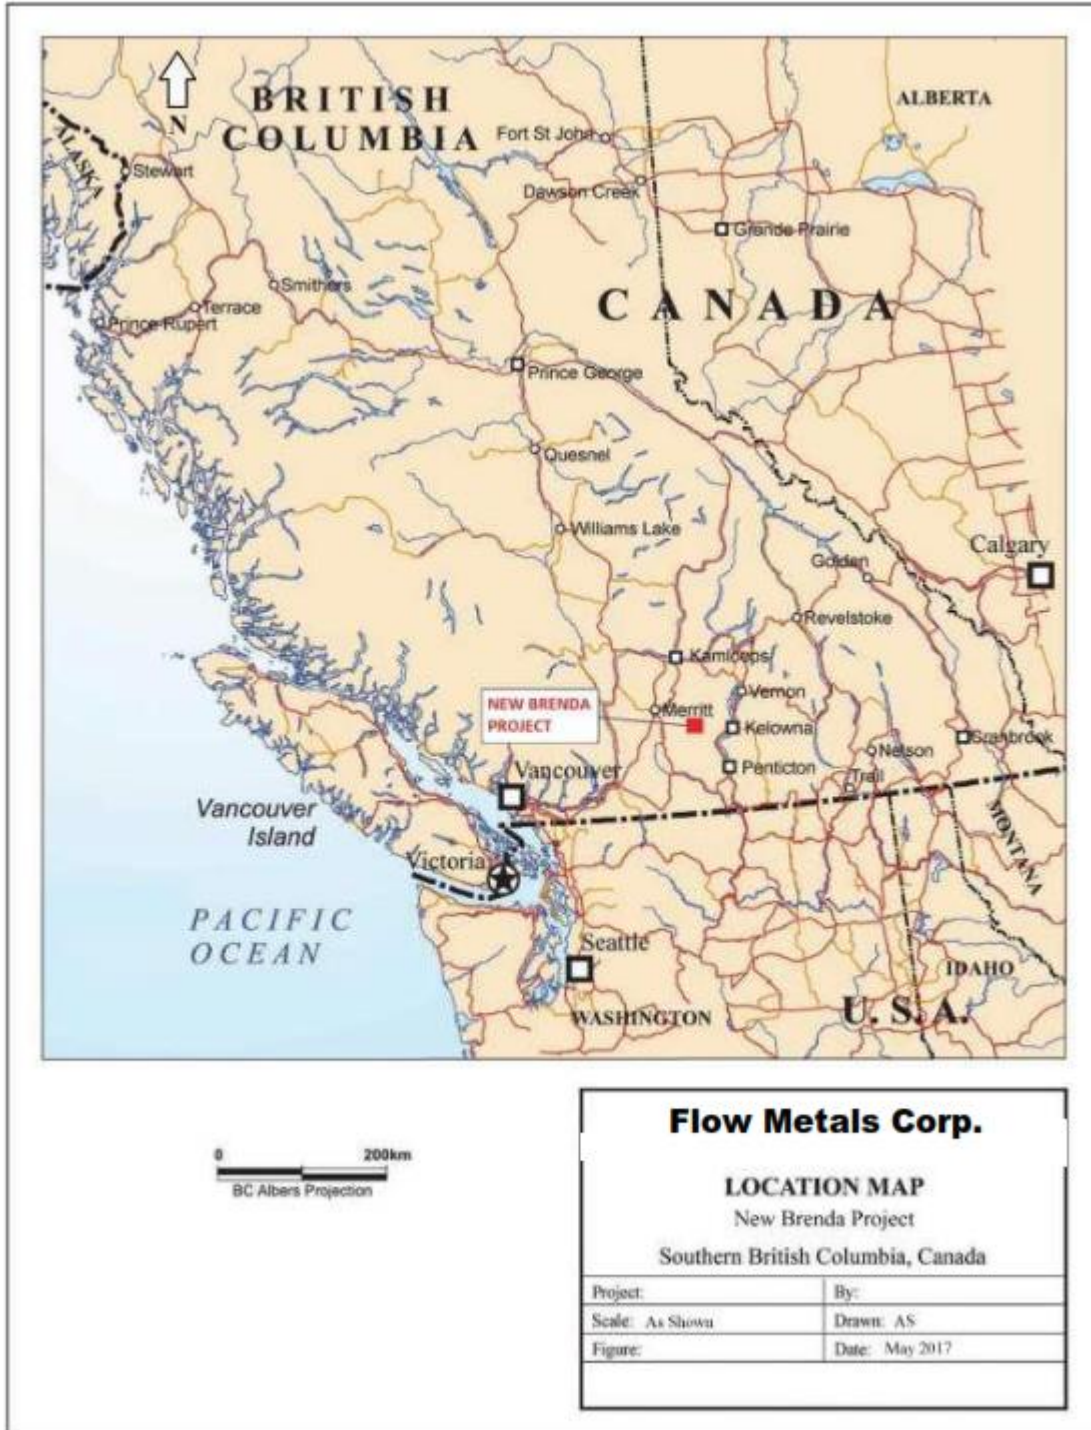 N
BRITISH
COLUMBIA
ALBERTA
ALASKA
Fort St John
Stewart
Dawson Creek
Grande Prairie
Smithers
CANADA
Terrace
Prince Rupert
Prince George
Quesnel
Williams Lake
Calgary
Golden
Revelstoke
Kamloops
Vernon
NEW BRENDA
PROJECT
Merritt
Kelowna
Cranbrook
Nelson
Penticton
Vancouver
Trail
Vancouver
Island
MONTANA
Victoria
PACIFIC
OCEAN
Seattle
IDAHO
WASHINGTON
U. S. A.
0 200km
BC Albers Projection
Flow Metals Corp.
LOCATION MAP
New Brenda Project
Southern British Columbia, Canada
Project: By:
Scale: As Shown Drawn: AS
Figure: Date: May 2017